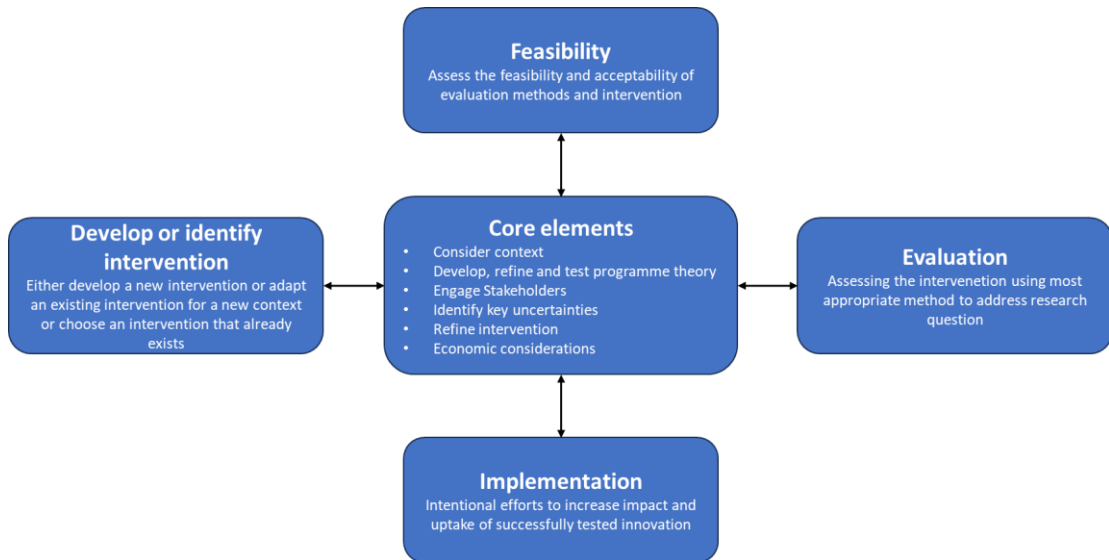 Feasibility
Assess the feasibility and acceptability of
evaluation methods and intervention
Develop or identify
intervention
Either develop a new intervention or adapt
an existing intervention for a new context
or choose an intervention that already
exists
Core elements
• Consider context
• Develop, refine and test programme theory
• Engage Stakeholders
• Identify key uncertainties
• Refine intervention
• Economic considerations
Evaluation
Assessing the intervenetion using most
appropriate method to address research
question
Implementation
Intentional efforts to increase impact and
uptake of successfully tested innovation